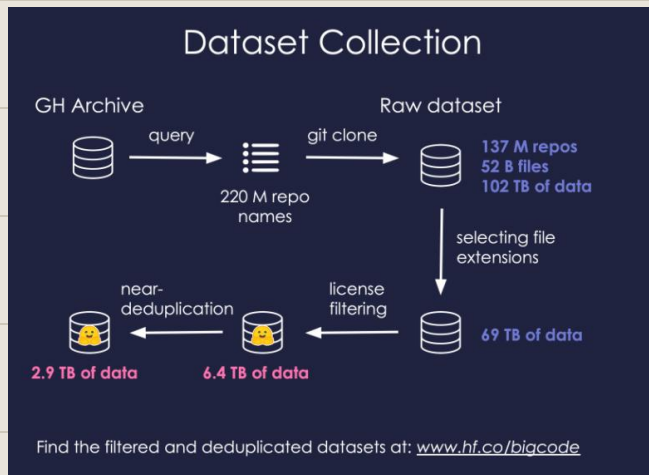 Dataset Collection
GH Archive
query
220 M repo
names
git clone
Raw dataset
137 M repos
52 B files
102 TB of data
selecting file
extensions
69 TB of data
license
filtering
6.4 TB of data
near-
deduplication
2.9 TB of data
Find the filtered and deduplicated datasets at: www.hf.co/bigcode